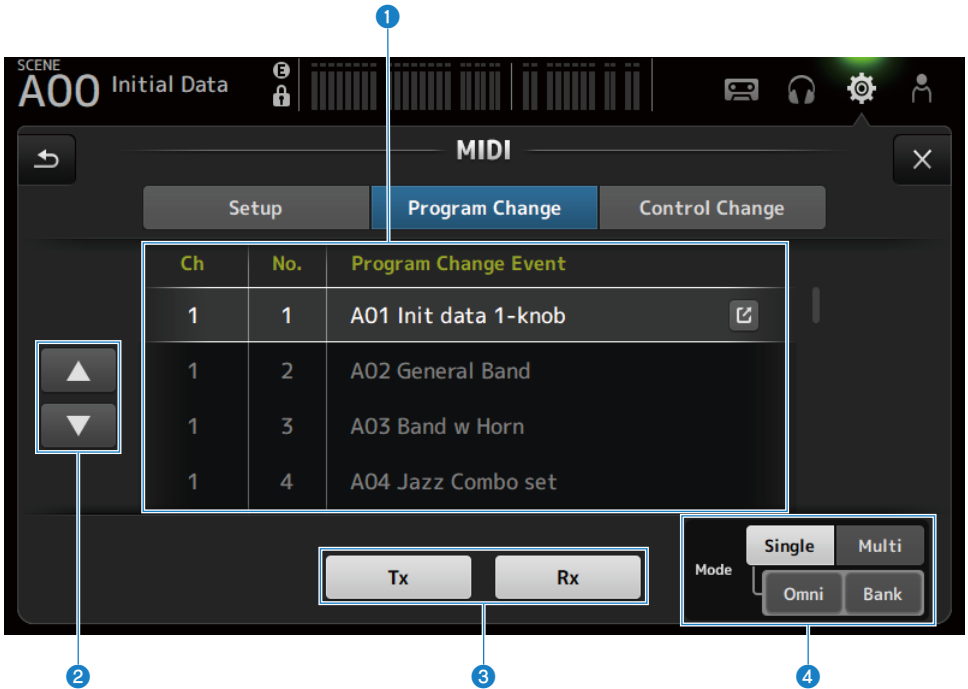 1
SCENE
A00 Initial Data E
MIDI
Setup Program Change Control Change
Ch No. Program Change Event
1 1 A01 Init data 1-knob
1 2 A02 General Band
1 3 A03 Band w Horn
1 4 A04 Jazz Combo set
Single Multi
Mode
Tx Rx
Omni Bank
2 3 4